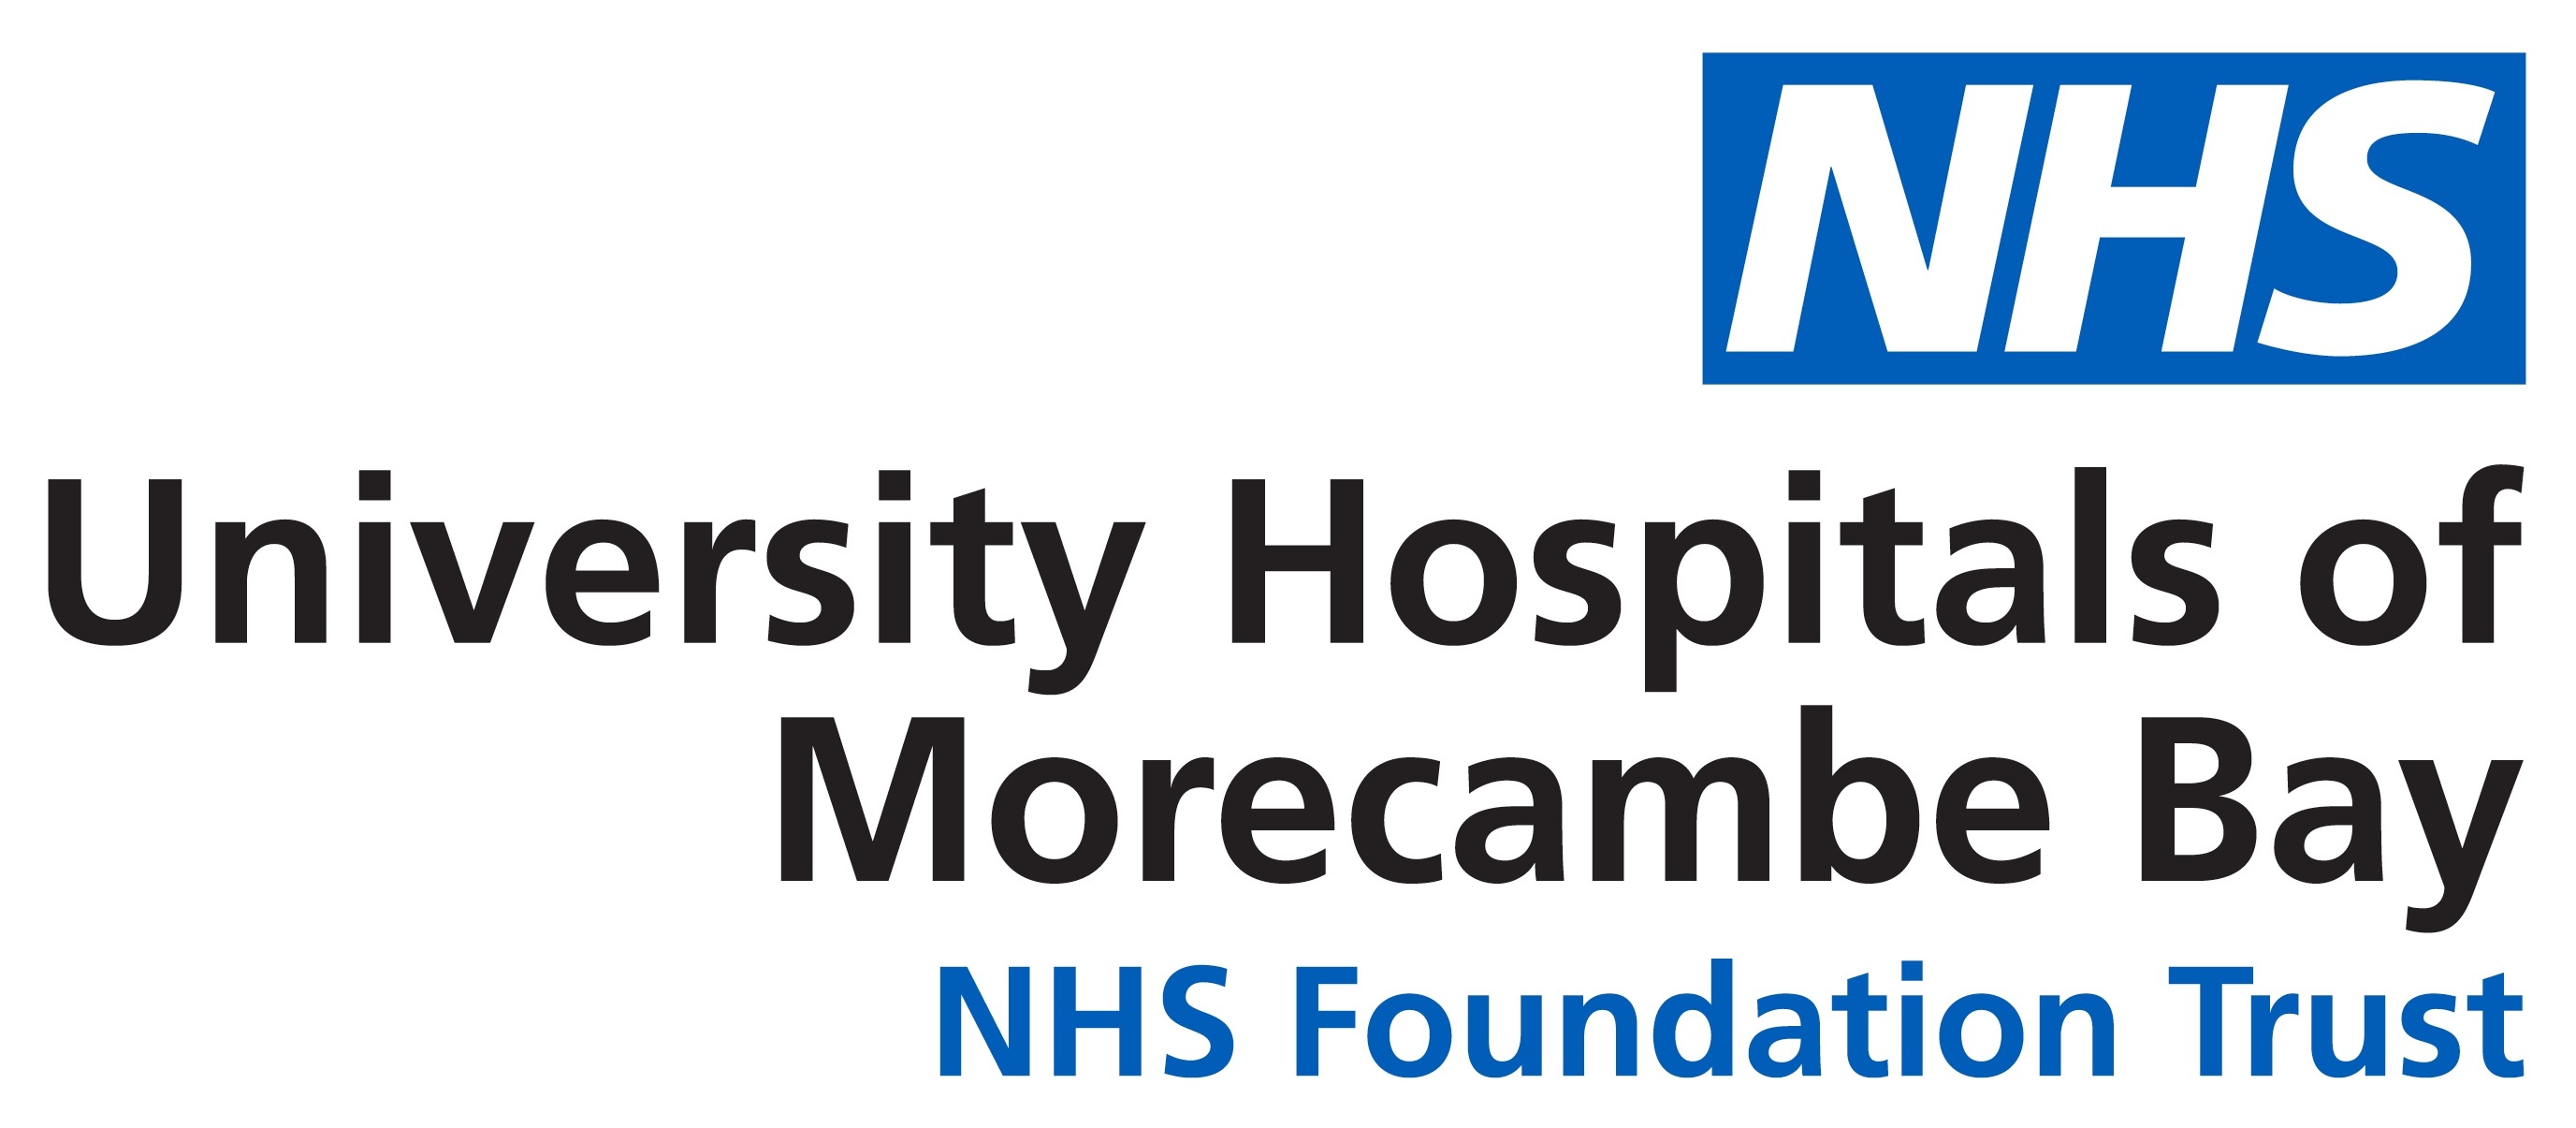 NHS
University Hospitals of
Morecambe Bay
NHS Foundation Trust